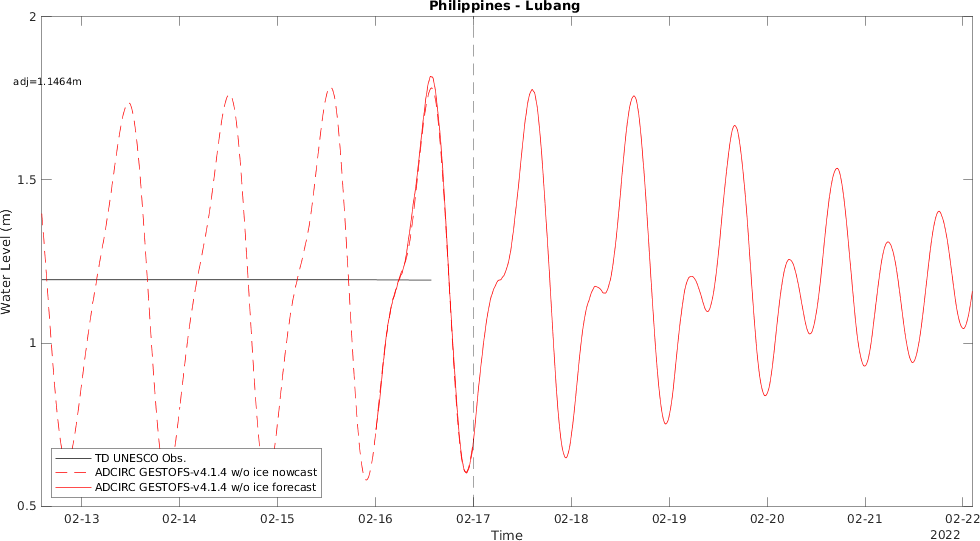 Philippines - Lubang
adj=1.1464m
Water Level (m)
2
1.5
1
0.5
TD UNESCO Obs.
ADCIRC GESTOFS-v4.1.4 w/o ice nowcast
ADCIRC GESTOFS-v4.1.4 w/o ice forecast
02-13 02-14 02-15 02-16 02-17 02-18 02-19 02-20 02-21 02-22
2022
Time